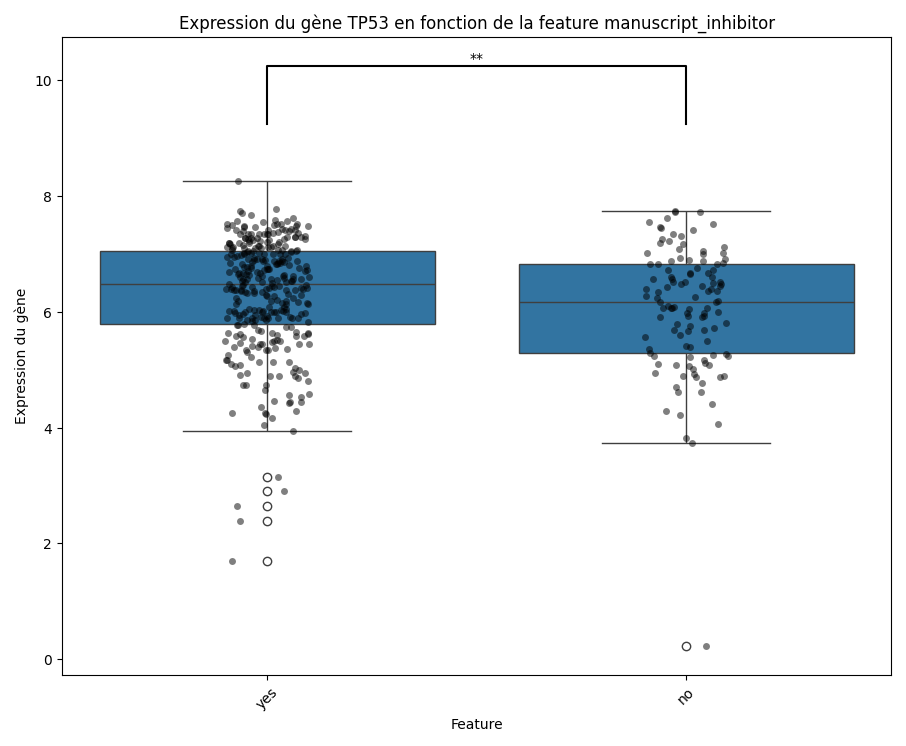 Expression du gène TP53 en fonction de la feature manuscript_inhibitor
**
10
8
6
4
2
0
Expression du gène
yes
no
Feature